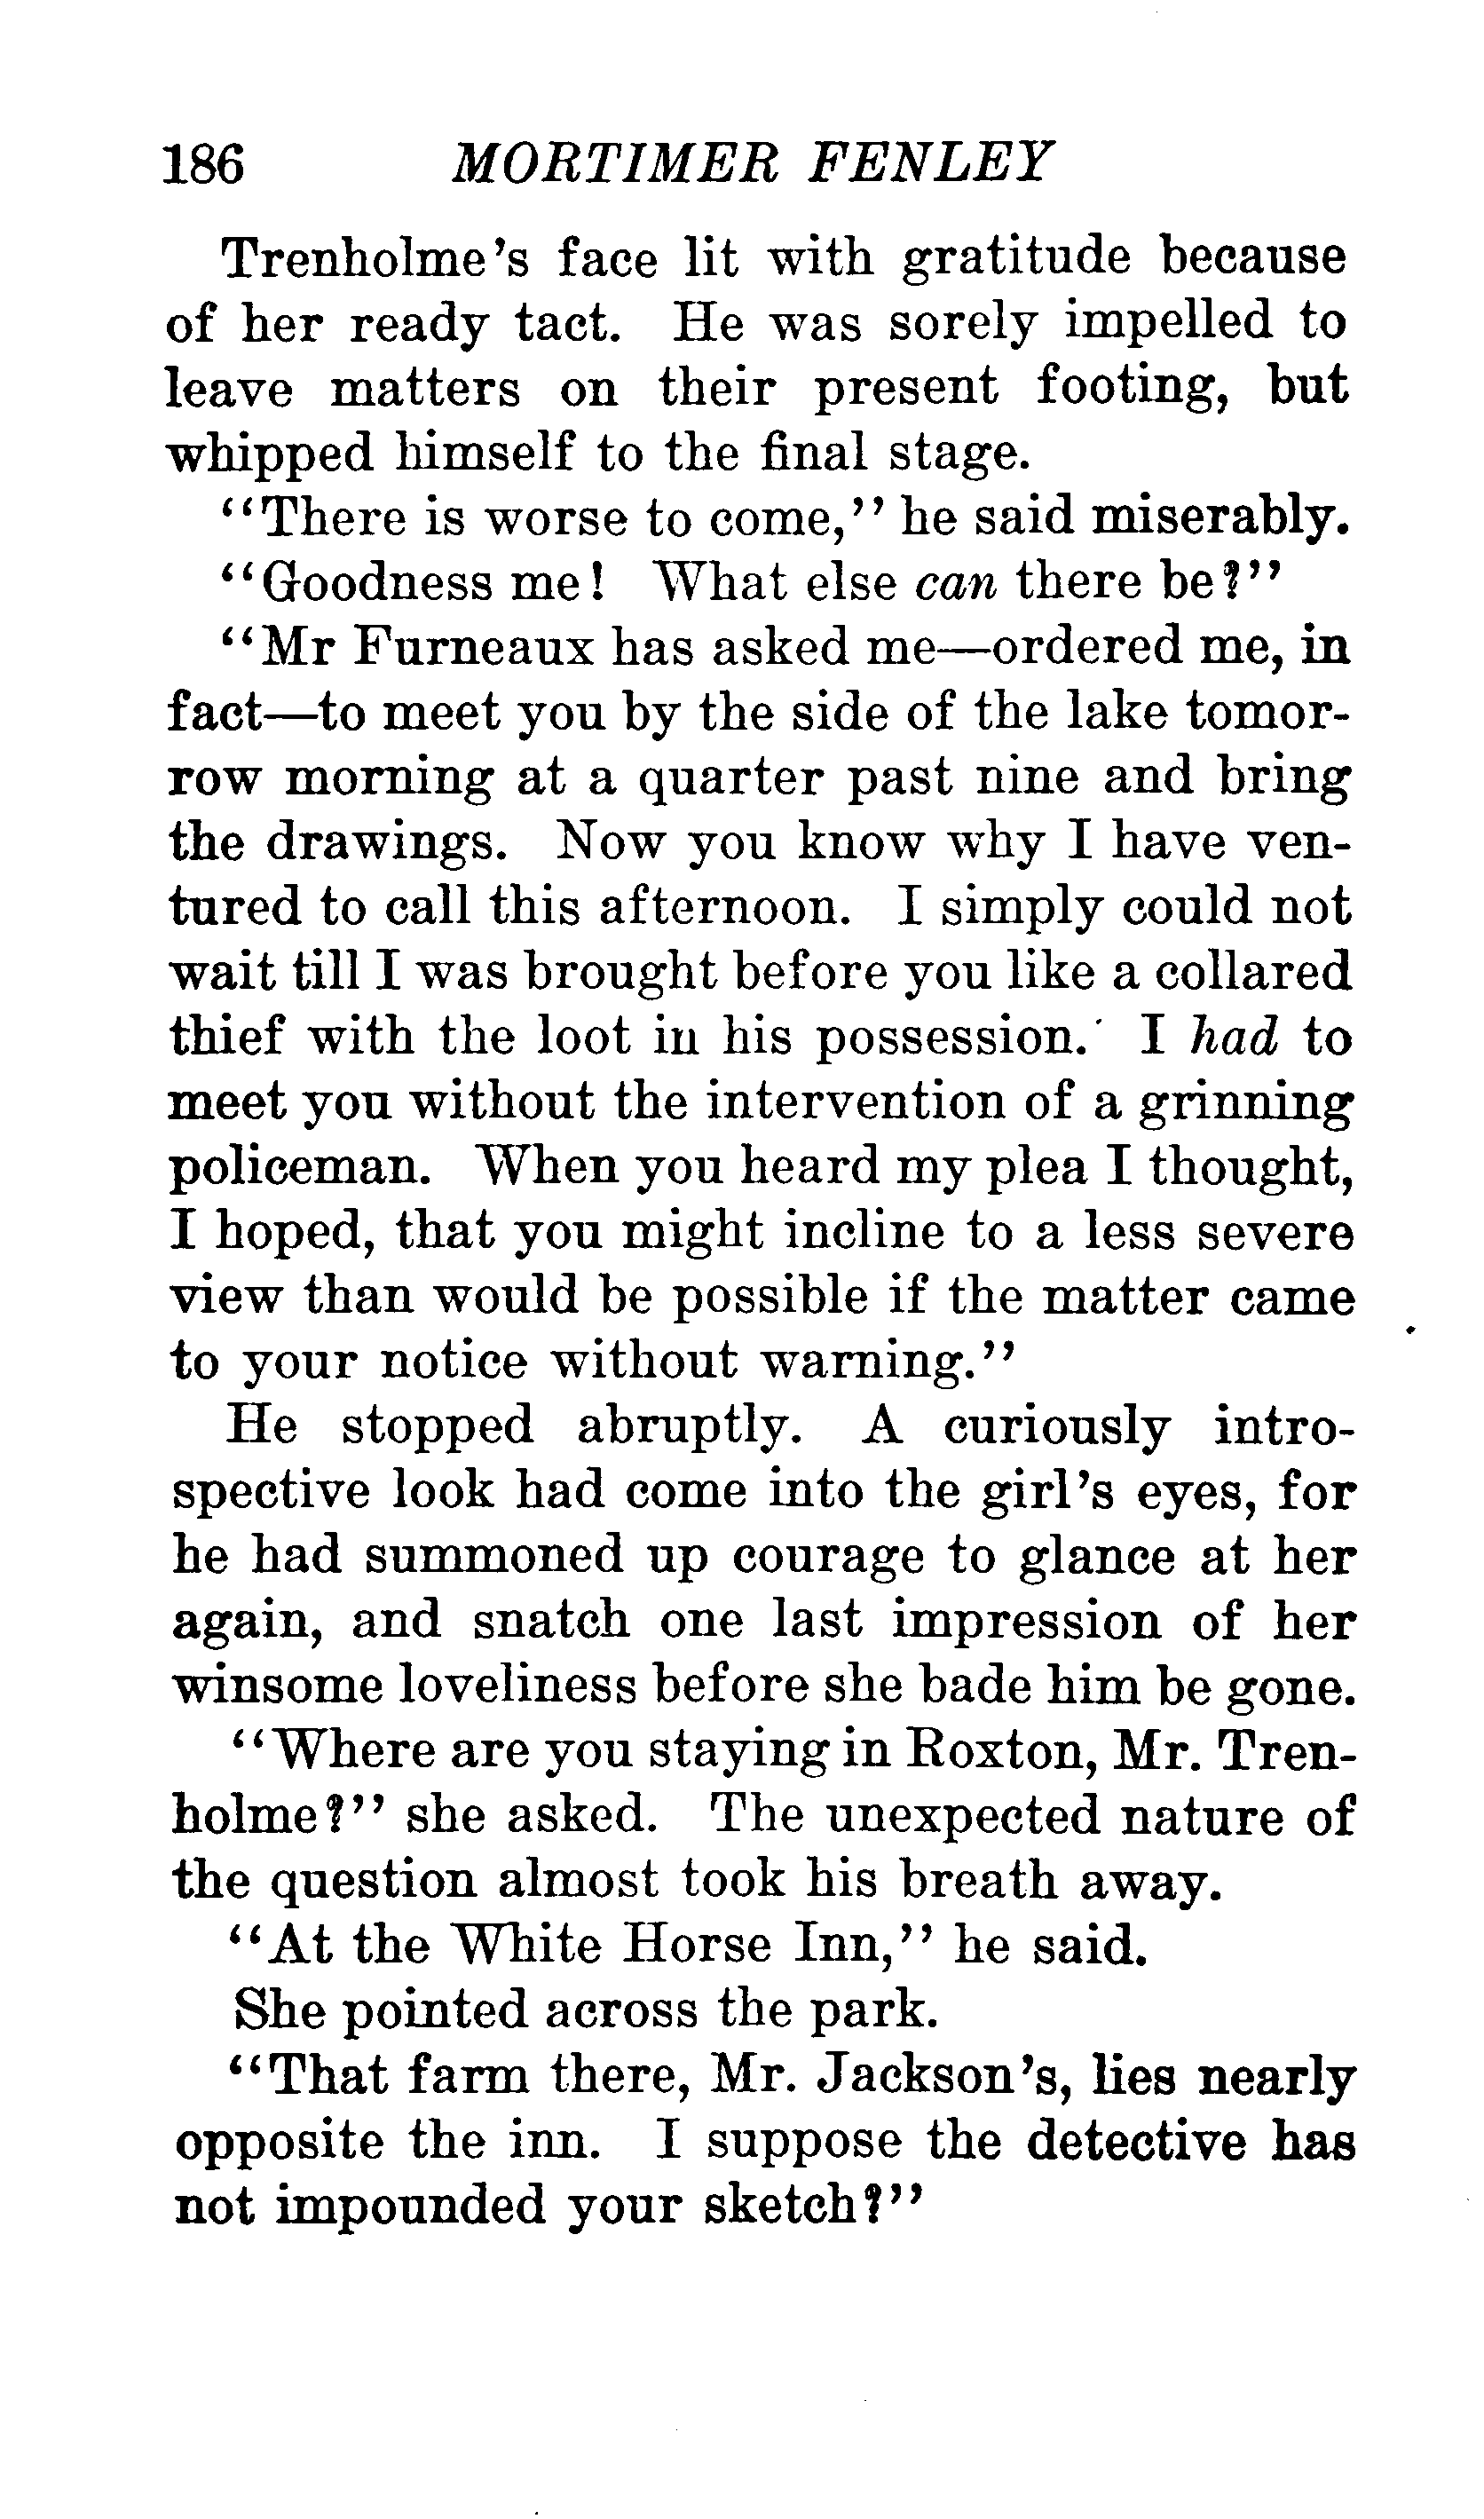 186 MORTIMER FENLEY
Trenholme's face lit with gratitude because
of her ready tact. He was sorely impelled to
leave matters on their present footing, but
whipped himself to the final stage.
"There is worse to come," he said miserably.
"Goodness me! What else can there be?"
"Mr Furneaux has asked me—ordered me, in
fact—to meet you by the side of the lake tomor-
row morning at a quarter past nine and bring
the drawings. Now you know why I have ven-
tured to call this afternoon. I simply could not
wait till I was brought before you like a collared
thief with the loot in his possession. I had to
meet you without the intervention of a grinning
policeman. When you heard my plea I thought,
I hoped, that you might incline to a less severe
view than would be possible if the matter came
to your notice without warning."
He stopped abruptly. A curiously intro-
spective look had come into the girl's eyes, for
he had summoned up courage to glance at her
again, and snatch one last impression of her
winsome loveliness before she bade him be gone.
"Where are you staying in Roxton, Mr. Tren-
holme?" she asked. The unexpected nature of
the question almost took his breath away.
"At the White Horse Inn," he said.
She pointed across the park.
"That farm there, Mr. Jackson's, lies nearly
opposite the inn. I suppose the detective has
not impounded your sketch?"